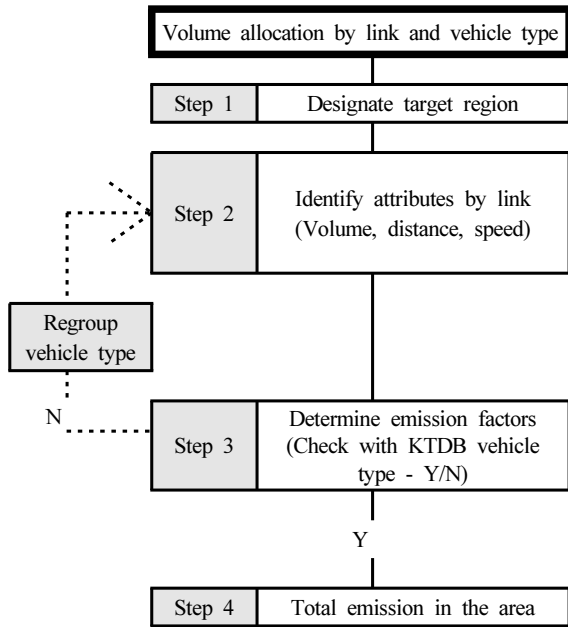 Volume allocation by link and vehicle type
Step 1
Designate target region
Step 2
Identify attributes by link
(Volume, distance, speed)
Regroup
vehicle type
N
Step 3
Determine emission factors
(Check with KTDB vehicle
type - Y/N)
Y
Step 4
Total emission in the area